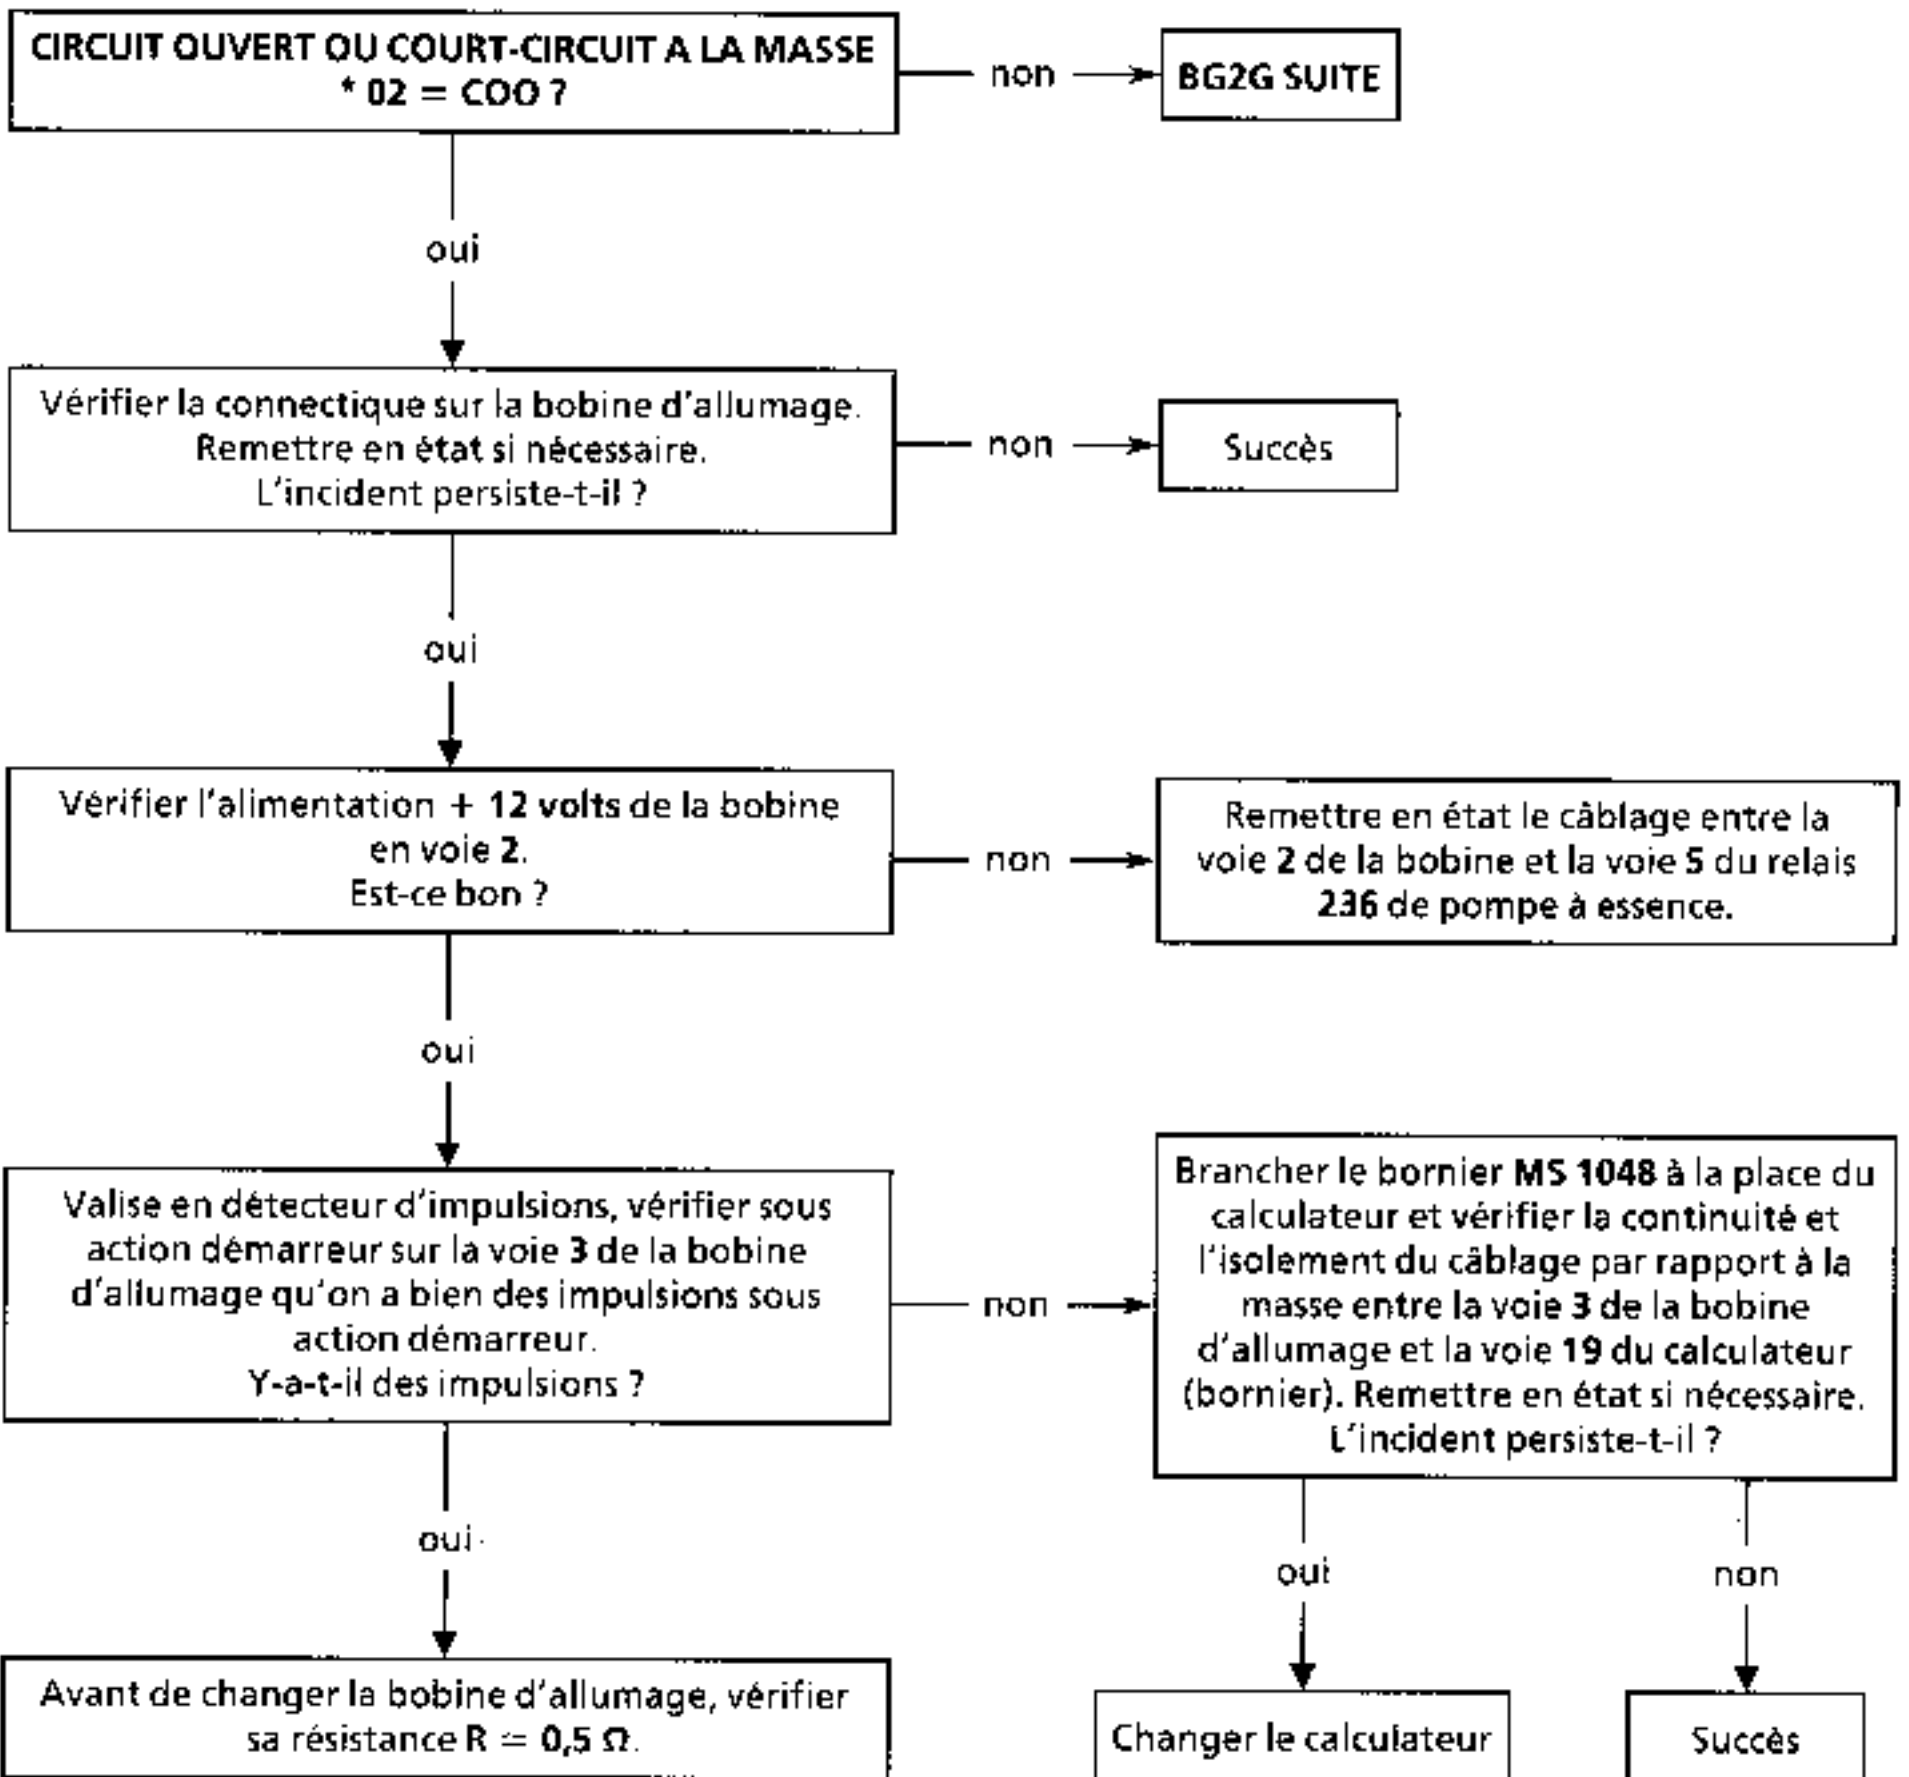 CIRCUIT OUVERT OU COURT-CIRCUIT A LA MASSE
* 02 = COO ?
non
BG2G SUITE
oui
Vérifier la connectique sur la bobine d'allumage.
Remettre en état si nécessaire.
L'incident persiste-t-il ?
non
Succès
oui
Vérifier l'alimentation + 12 volts de la bobine
en voie 2.
Est-ce bon ?
non
Remettre en état le câblage entre la
voie 2 de la bobine et la voie 5 du relais
236 de pompe à essence.
oui
Valise en détecteur d'impulsions, vérifier sous
action démarreur sur la voie 3 de la bobine
d'allumage qu'on a bien des impulsions sous
action démarreur.
Y-a-t-il des impulsions ?
non
Brancher le bornier MS 1048 à la place du
calculateur et vérifier la continuité et
l'isolement du câblage par rapport à la
masse entre la voie 3 de la bobine
d'allumage et la voie 19 du calculateur
(bornier). Remettre en état si nécessaire.
L'incident persiste-t-il ?
oui
oui
non
Avant de changer la bobine d'allumage, vérifier
sa résistance R = 0,5 Ω.
Changer le calculateur
Succès